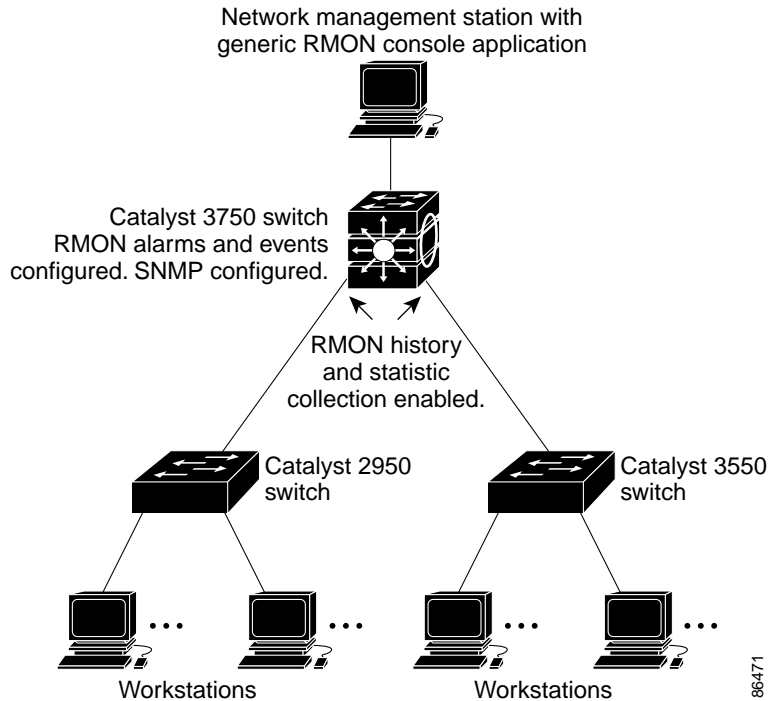 Network management station with
generic RMON console application
Catalyst 3750 switch
RMON alarms and events
configured. SNMP configured.
RMON history
and statistic
collection enabled.
Catalyst 2950
switch
Catalyst 3550
switch
Workstations
Workstations
86471